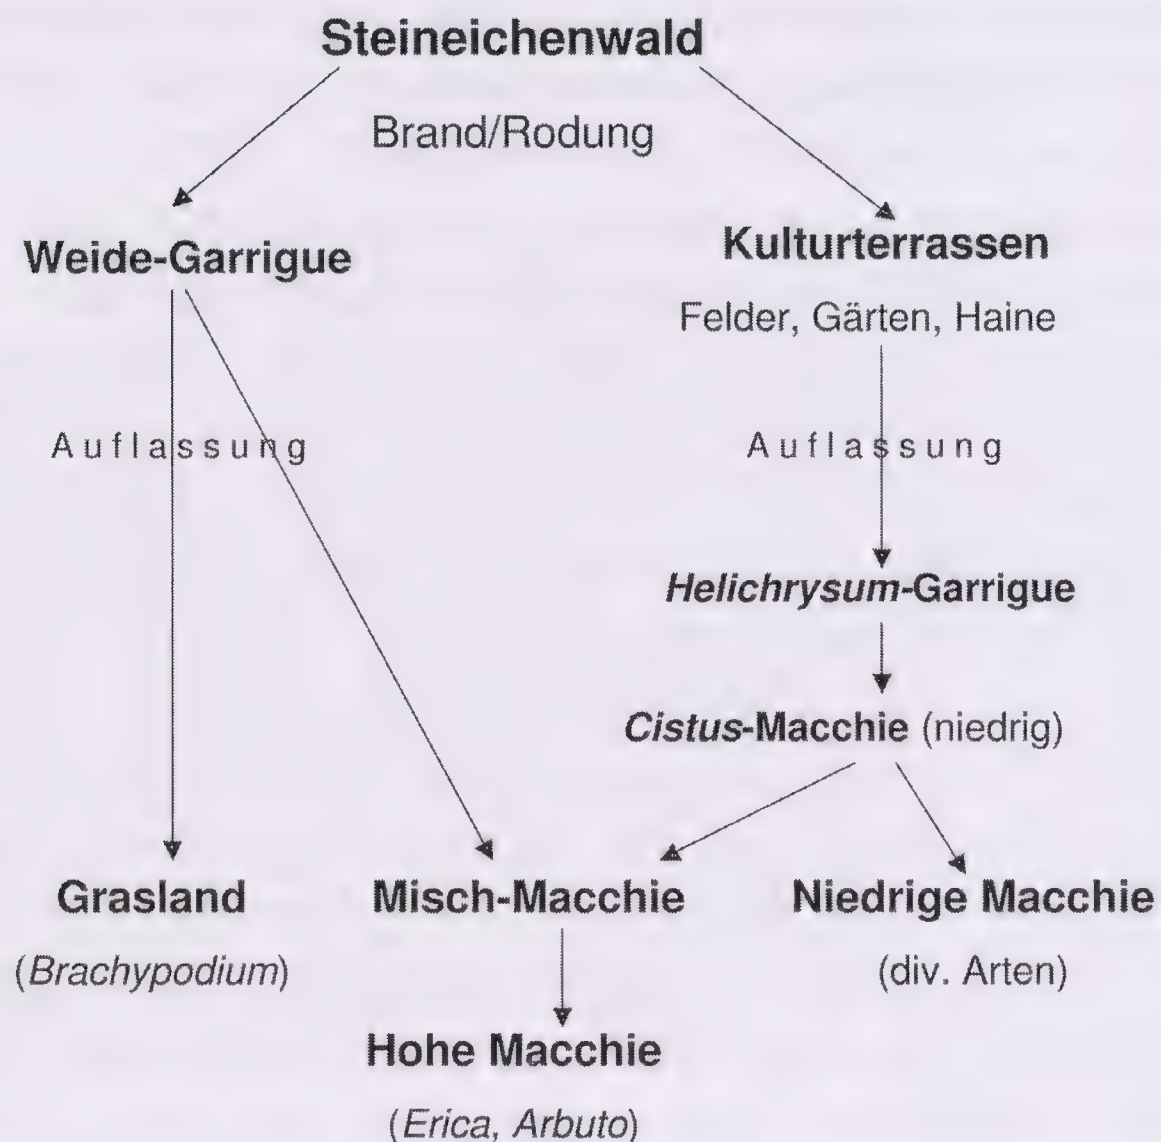 Steineichenwald
Brand/Rodung
Weide-Garrigue
Kulturterrassen
Felder, Gärten, Haine
Auflassung
Auflassung
Helichrysum-Garrigue
Cistus-Macchie (niedrig)
Grasland
Misch-Macchie
Niedrige Macchie
(Brachypodium)
(div. Arten)
Hohe Macchie
(Erica, Arbuto)